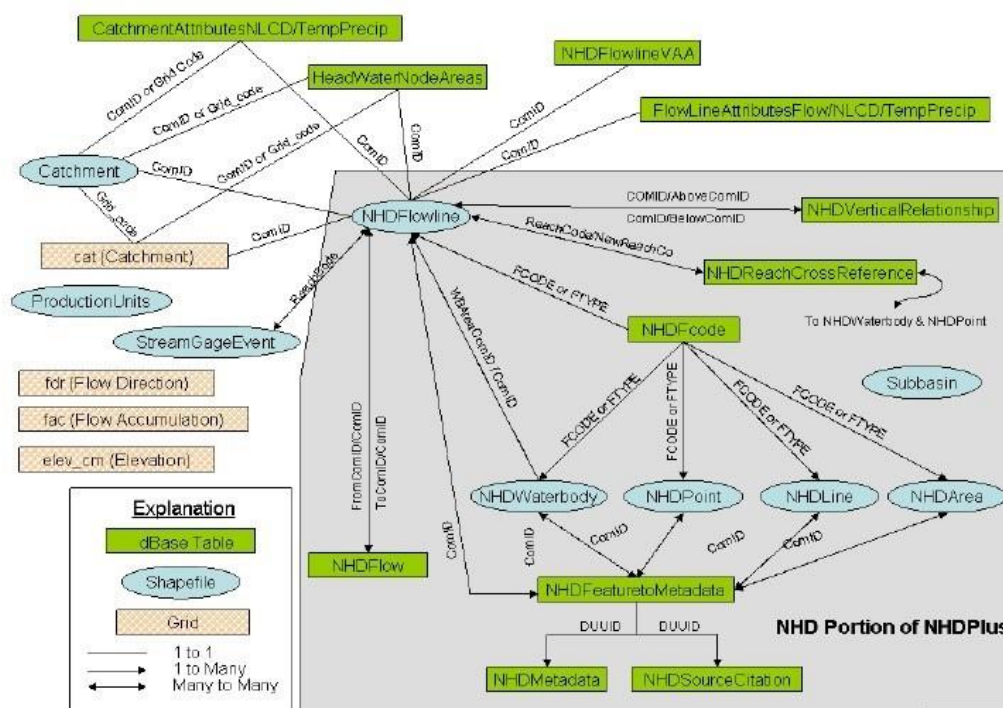 CatchmentAttributesNLCD/TempPrecip
NHDFlowlineVAA
HeadWaterNodeAreas
FlowLineAttributesFlow/NLCD/TempPrecip
ComID or Grid Code
ComID or Grid_code
ComID or Grid_code
ComID
ComID
ComID
ComID
Catchment
ComID
Grid_code
NHDFlowline
COMID/AboveComID
ComID/BelowComID
NHDVerticalRelationship
ComID
cat (Catchment)
ReachCode/NewReachCo
NHDReachCrossReference
To NHDWaterbody & NHDPoint
ProductionUnits
ReachCode
StreamGageEvent
FCODE or FTYPE
NHDFcode
WBAreaComID/ComID
Subbasin
fdr (Flow Direction)
fac (Flow Accumulation)
elev_cm (Elevation)
FCODE or FTYPE
FCODE or FTYPE
FCODE or FTYPE
FCODE or FTYPE
FromComID/ComID
ToComID/ComID
NHDWaterbody
NHDPoint
NHDLine
NHDArea
ComID
ComID
ComID
ComID
ComID
NHDFlow
NHDFeaturetoMetadata
DUUID
DUUID
NHD Portion of NHDPlus
NHDMetadata
NHDSourceCitation
Explanation
dBase Table
Shapefile
Grid
1 to 1
1 to Many
Many to Many